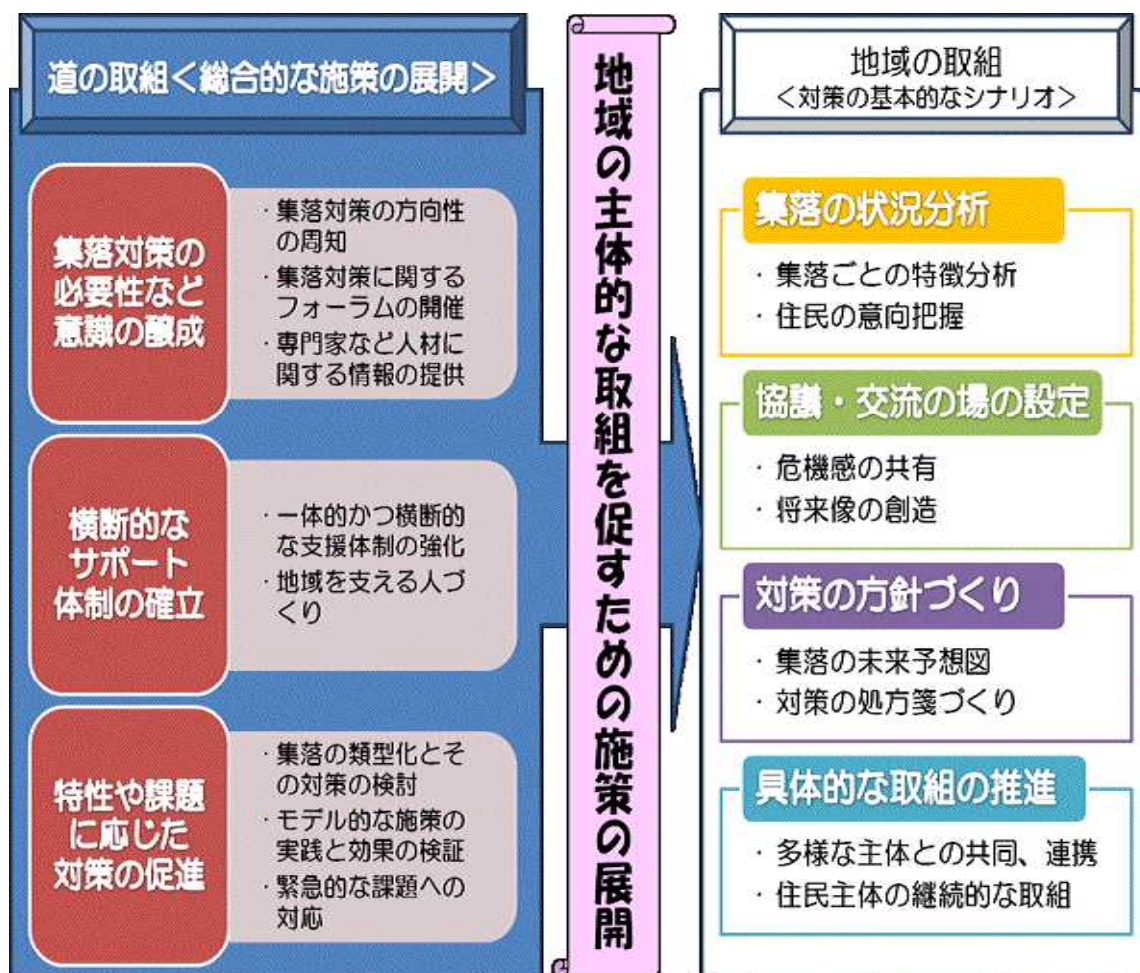 道の取組<総合的な施策の展開>
集落対策の
必要性など
意識の醸成
・集落対策の方向性
の周知
・集落対策に関する
フォーラムの開催
・専門家など人材に
関する情報の提供
横断的な
サポート
体制の確立
・一体的かつ横断的
な支援体制の強化
・地域を支える人づ
くり
特性や課題
に応じた
対策の促進
・集落の類型化とそ
の対策の検討
・モデル的な施策の
実践と効果の検証
・緊急的な課題への
対応
地域の主体的な取組を促すための施策の展開
地域の取組
<対策の基本的なシナリオ>
集落の状況分析
・集落ごとの特徴分析
・住民の意向把握
協議・交流の場の設定
・危機感の共有
・将来像の創造
対策の方針づくり
・集落の未来予想図
・対策の処方箋づくり
具体的な取組の推進
・多様な主体との共同、連携
・住民主体の継続的な取組